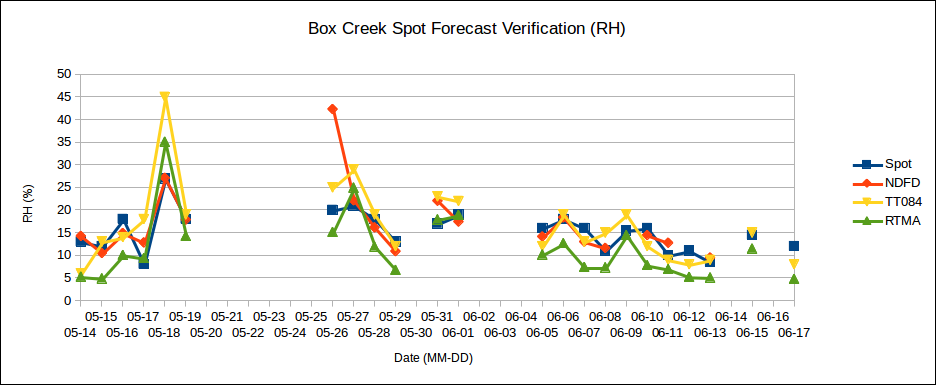 Box Creek Spot Forecast Verification (RH)
50
45
40
35
30
25
20
15
10
5
0
RH (%)
Spot
NDFD
TT084
RTMA
05-15 05-17 05-19 05-21 05-23 05-25 05-27 05-29 05-31 06-02 06-04 06-06 06-08 06-10 06-12 06-14 06-16
05-14 05-16 05-18 05-20 05-22 05-24 05-26 05-28 05-30 06-01 06-03 06-05 06-07 06-09 06-11 06-13 06-15 06-17
Date (MM-DD)